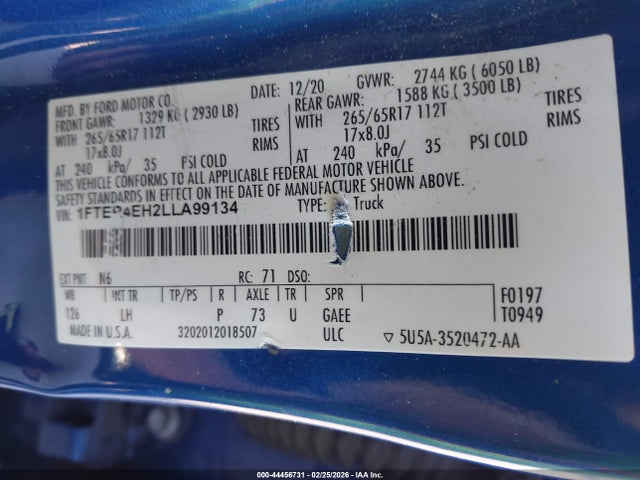 MFD. BY FORD MOTOR CO.
DATE: 12/20 GVWR: 2744 KG ( 6050 LB)
FRONT GAWR: 1329 KG ( 2930 LB) REAR GAWR: 1588 KG ( 3500 LB)
WITH 265/65R17 112T TIRES WITH 265/65R17 112T TIRES
17x8.0J RIMS 17x8.0J RIMS
AT 240 kPa/ 35 PSI COLD AT 240 kPa/ 35 PSI COLD
THIS VEHICLE CONFORMS TO ALL APPLICABLE FEDERAL MOTOR VEHICLE
SAFETY STANDARDS IN EFFECT ON THE DATE OF MANUFACTURE SHOWN ABOVE.
VIN: 1FTER4EH2LLA99134 TYPE: Truck
EXT PNT: N6 RC: 71 DSO:
WB INT TR TP/PS R AXLE TR SPR F0197
126 LH P 73 U GAEE T0949
MADE IN U.S.A. 3202012018507 ULC ▽ 5U5A-3520472-AA
000-44456731 - 02/25/2026 - IAA Inc.